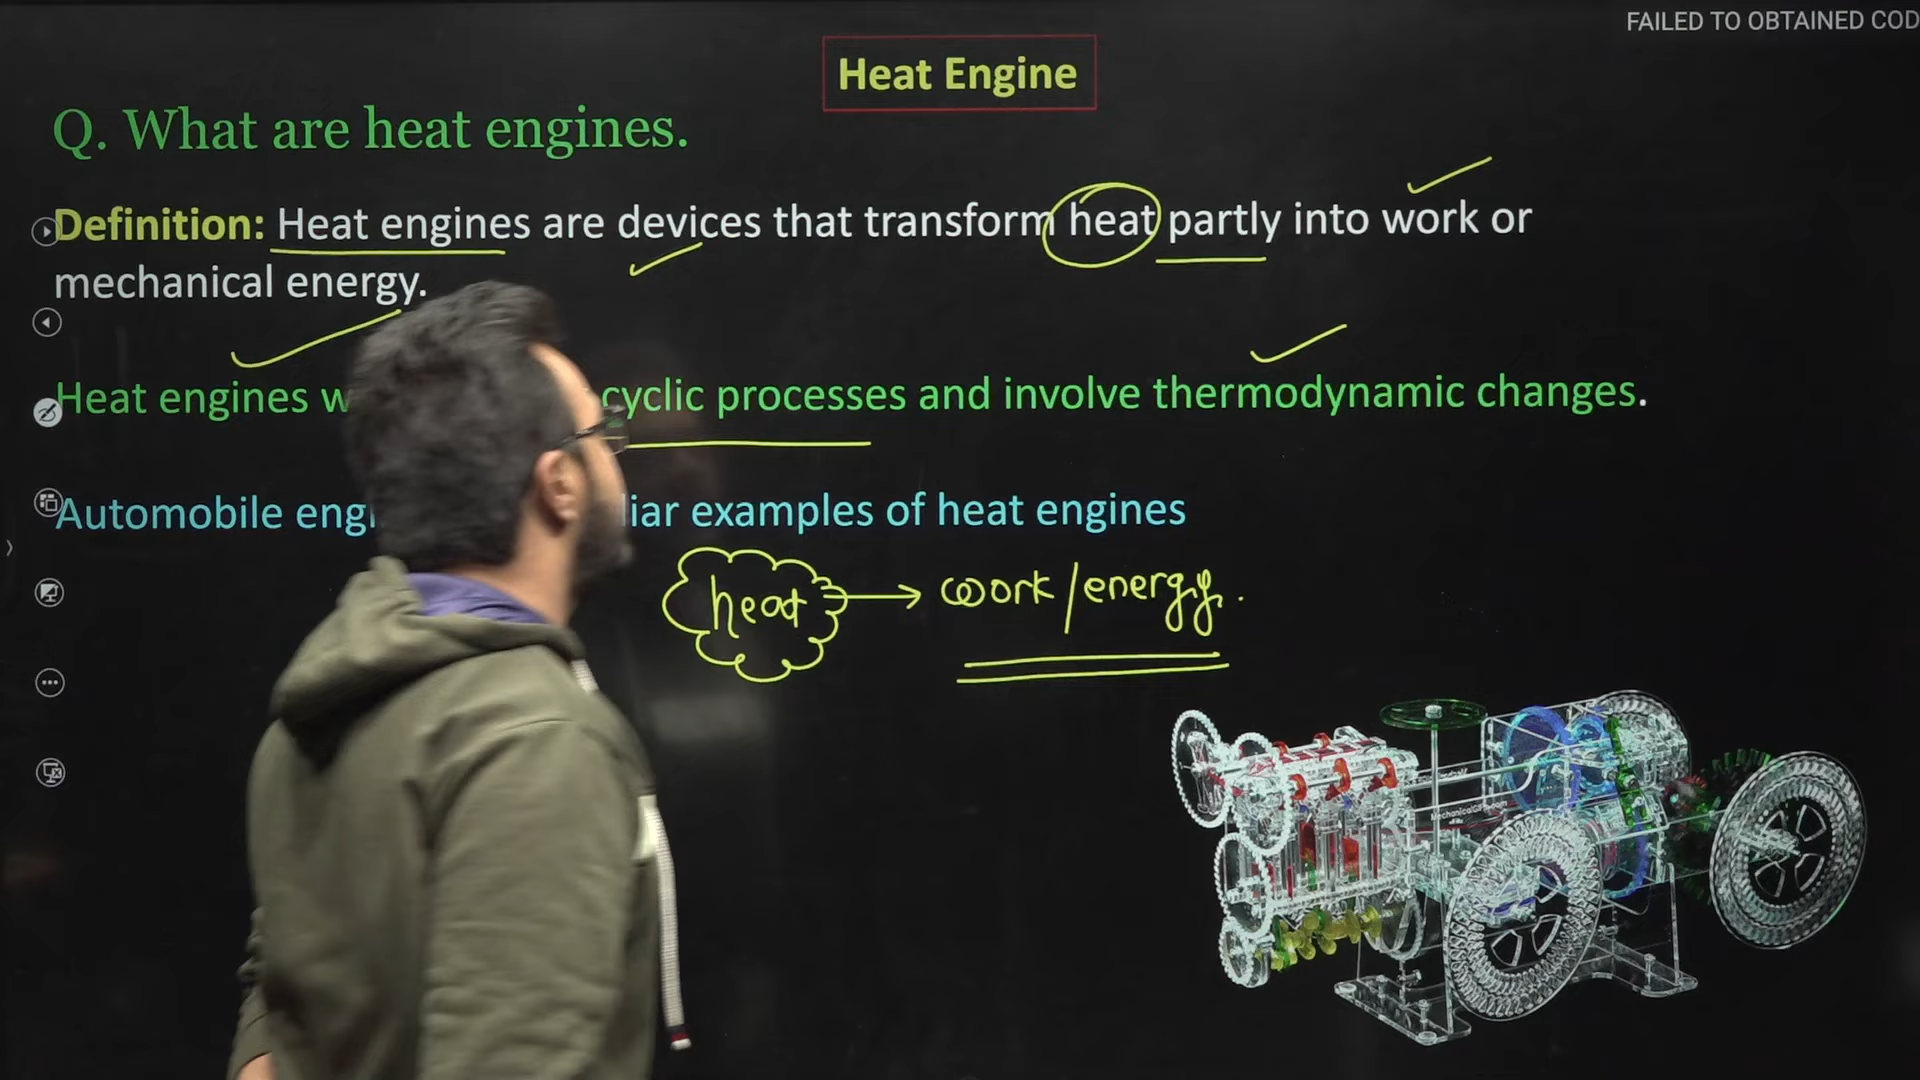 FAILED TO OBTAINED COD
Heat Engine
Q. What are heat engines.
Definition: Heat engines are devices that transform heat partly into work or
mechanical energy.
Heat engines cyclic processes and involve thermodynamic changes.
Automobile examples of heat engines
heat → work/energy.